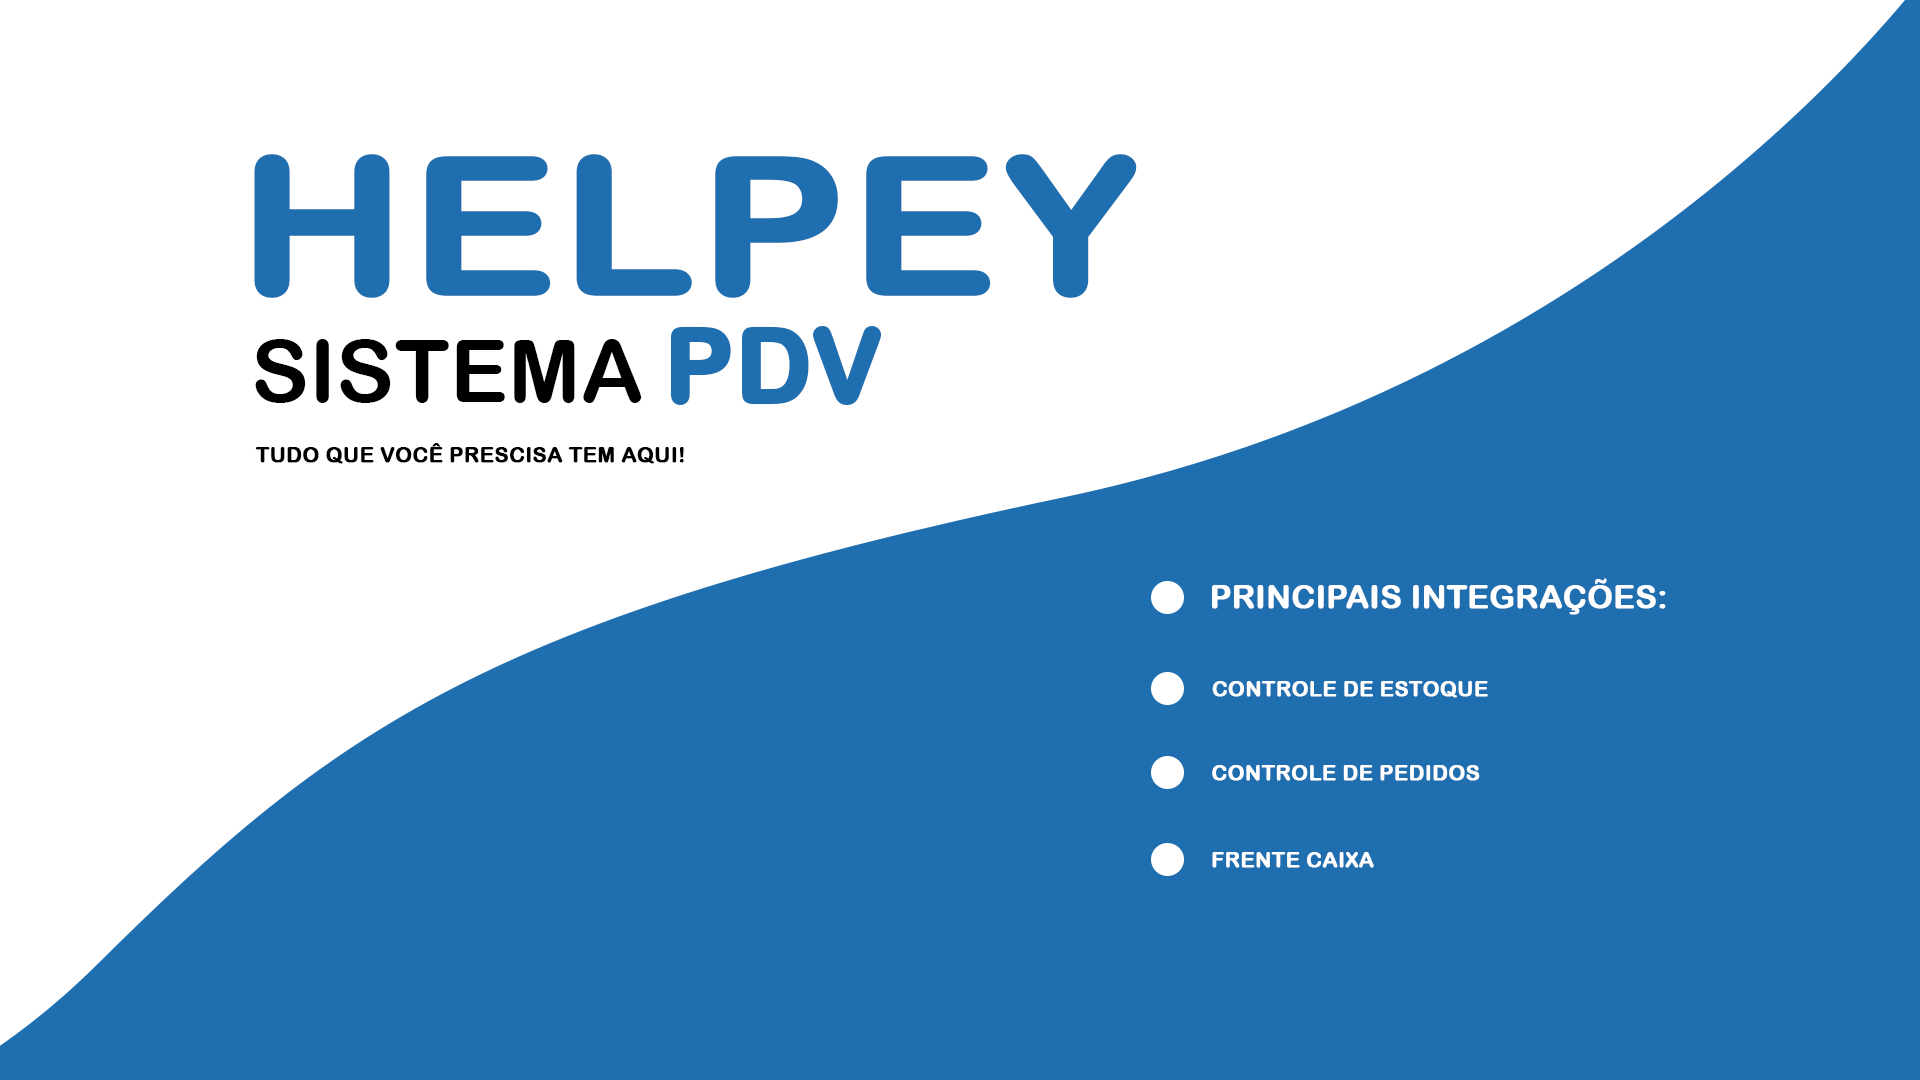 HELPEY
SISTEMA PDV
TUDO QUE VOCÊ PRESCISA TEM AQUI!
PRINCIPAIS INTEGRAÇÕES:
CONTROLE DE ESTOQUE
CONTROLE DE PEDIDOS
FRENTE CAIXA